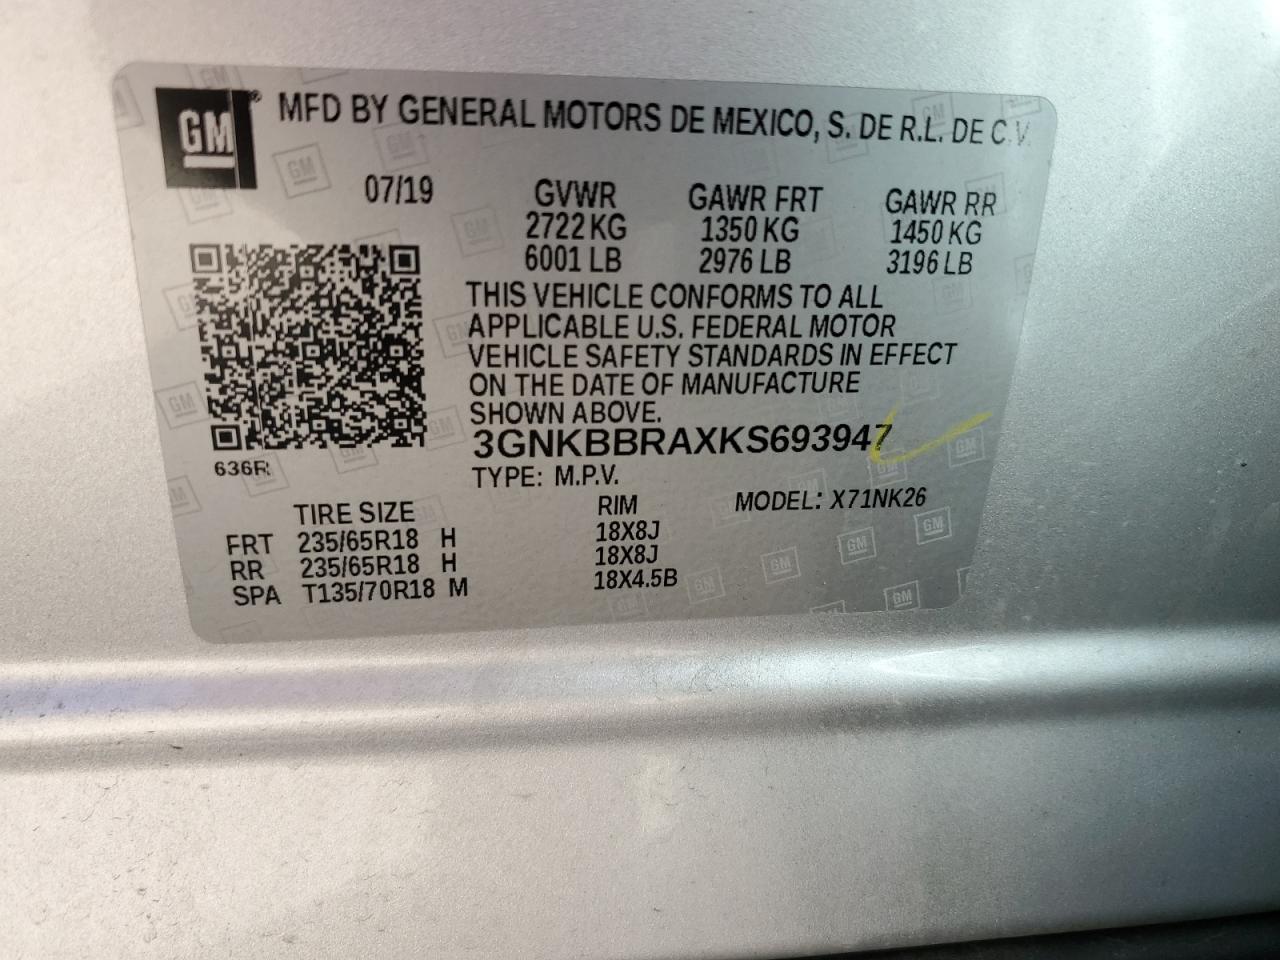 GM® MFD BY GENERAL MOTORS DE MEXICO, S. DE R.L. DE C.V.
07/19 GVWR GAWR FRT GAWR RR
2722 KG 1350 KG 1450 KG
6001 LB 2976 LB 3196 LB
THIS VEHICLE CONFORMS TO ALL
APPLICABLE U.S. FEDERAL MOTOR
VEHICLE SAFETY STANDARDS IN EFFECT
ON THE DATE OF MANUFACTURE
SHOWN ABOVE.
3GNKBBRAXKS693947
636R
TYPE: M.P.V.
TIRE SIZE RIM MODEL: X71NK26
FRT 235/65R18 H 18X8J
RR 235/65R18 H 18X8J
SPA T135/70R18 M 18X4.5B